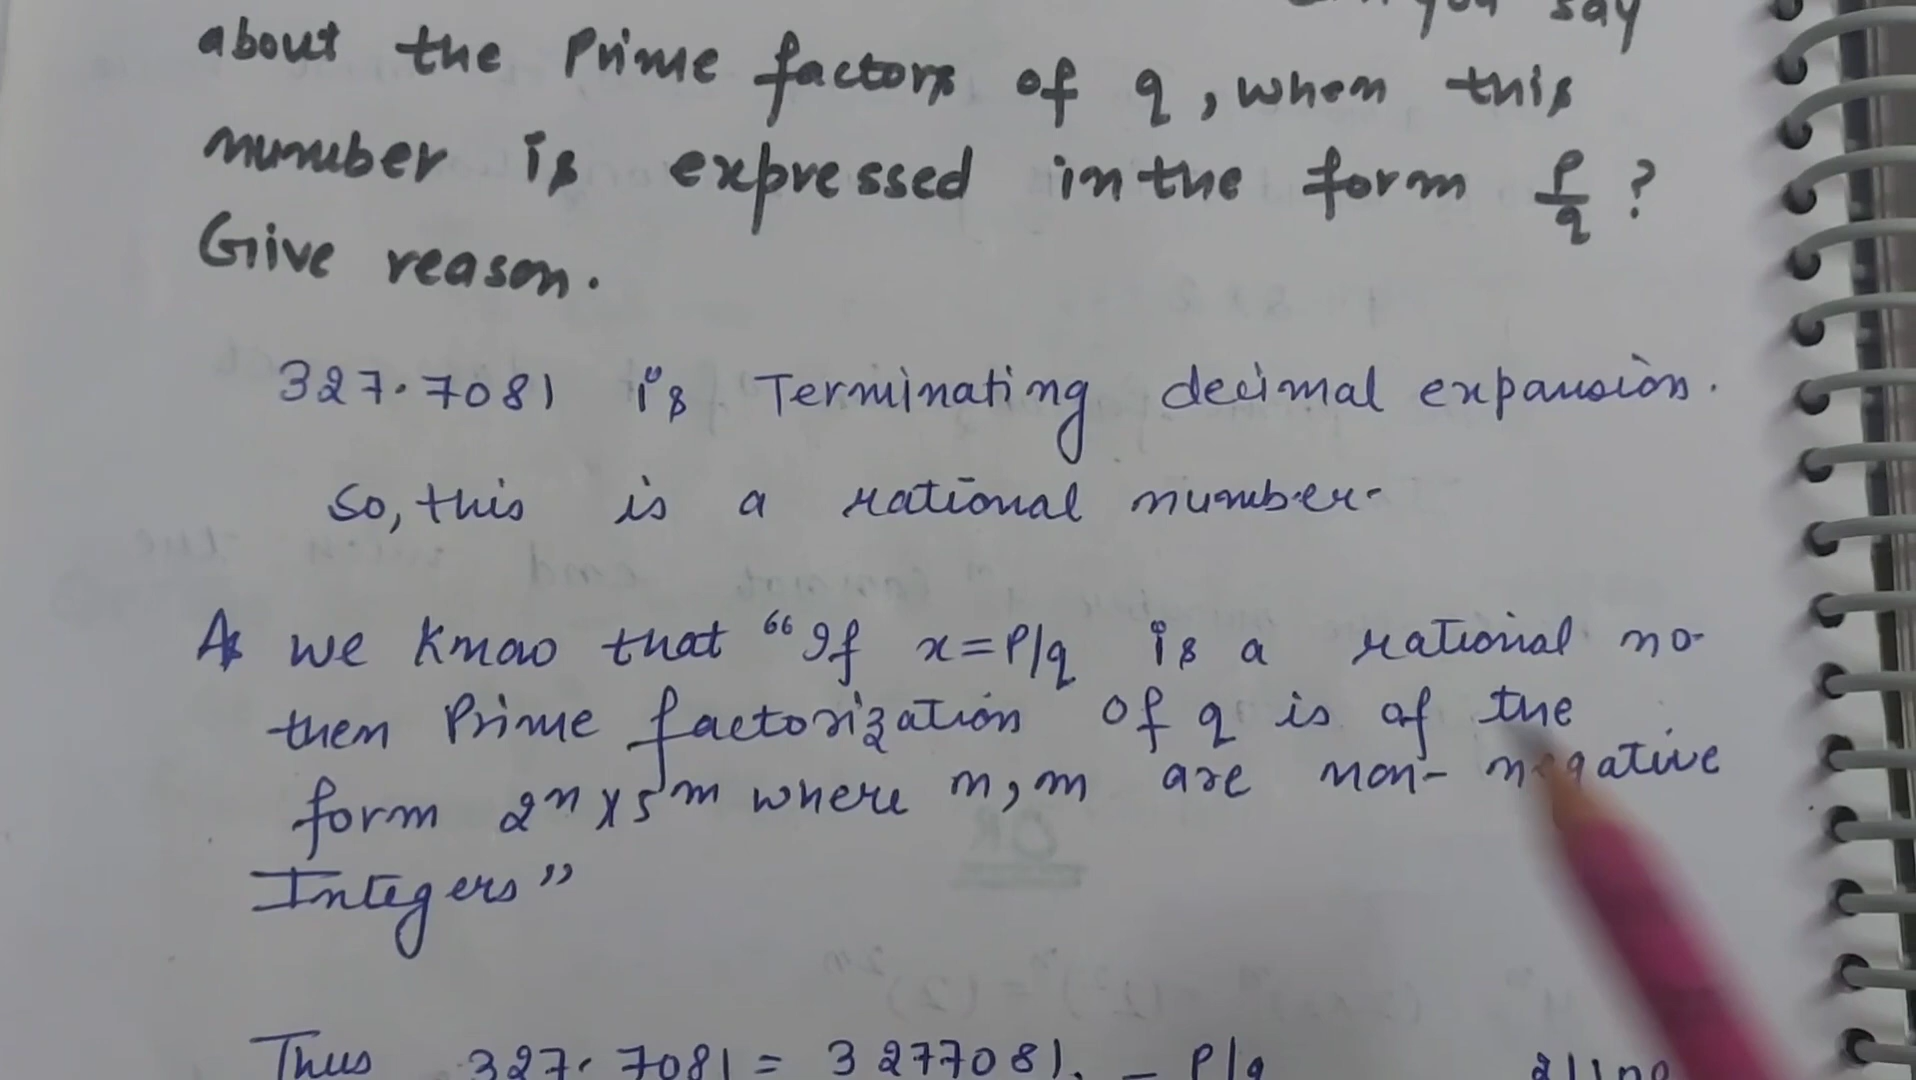 you say
about the Prime factors of q, when this
number is expressed in the form P/q ?
Give reason.
327.7081 is Terminating decimal expansion.
So, this is a rational number.
As we know that "If x=P/q is a rational no
then Prime factorization of q is of the
form 2ⁿ×5ᵐ where n,m are non-negative
Integers"
Thus 327.7081 = 3277081 = P/q